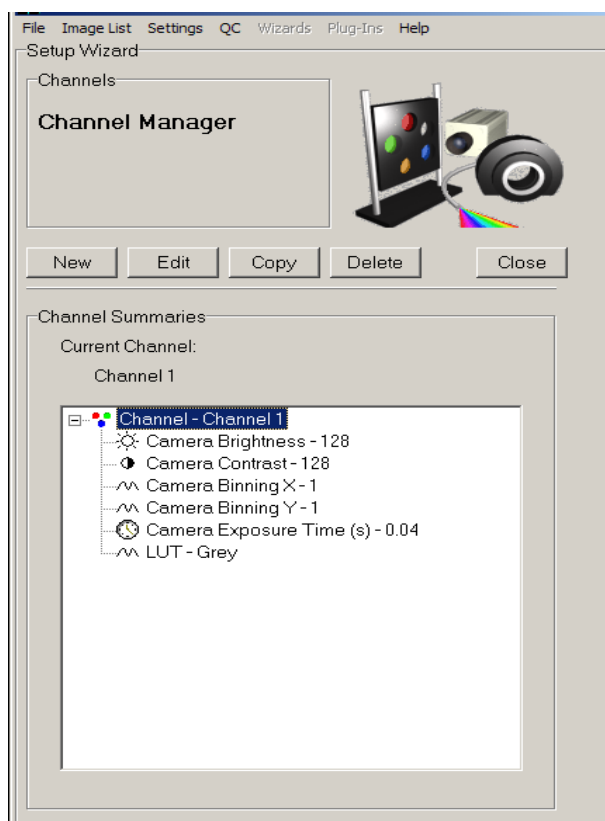 File Image List Settings QC Wizards Plug-Ins Help
Setup Wizard
Channels
Channel Manager
New Edit Copy Delete Close
Channel Summaries
Current Channel:
Channel 1
Channel - Channel 1
Camera Brightness - 128
Camera Contrast - 128
Camera Binning X - 1
Camera Binning Y - 1
Camera Exposure Time (s) - 0.04
LUT - Grey